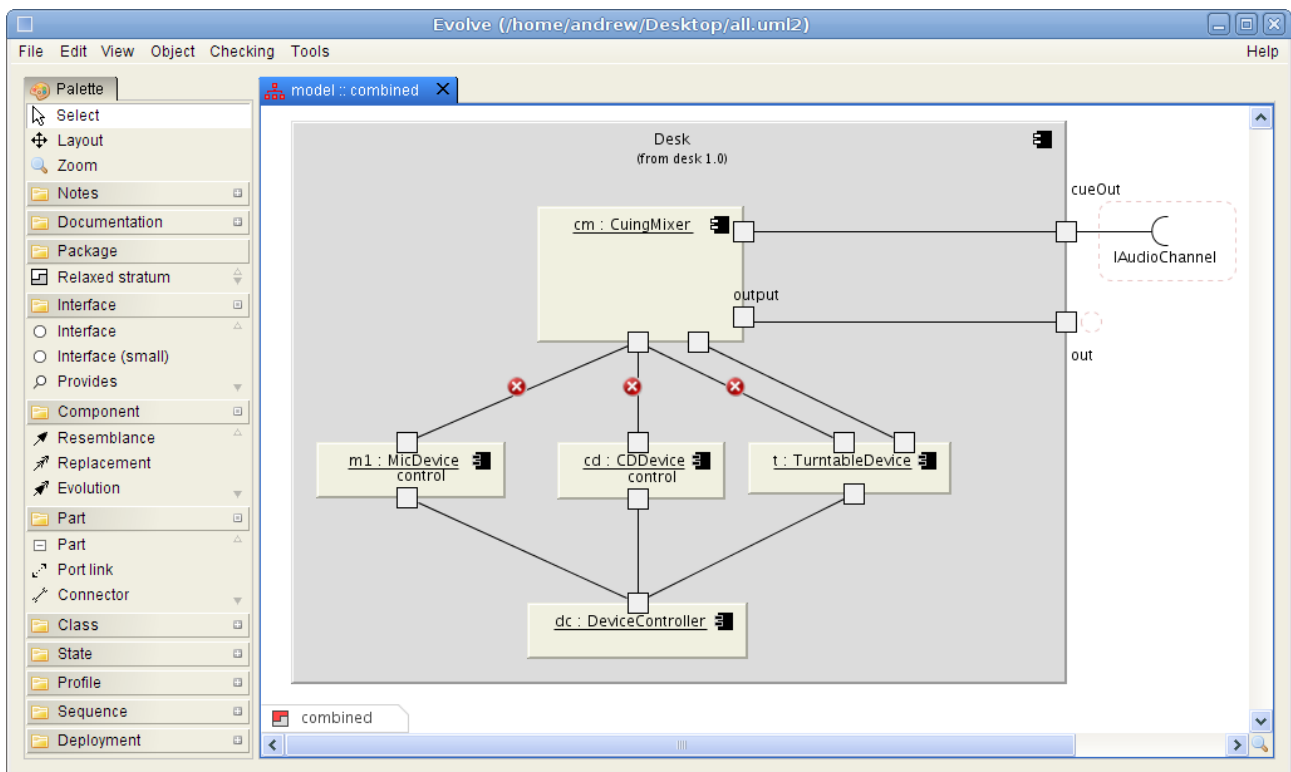 Evolve (/home/andrew/Desktop/all.uml2)
File Edit View Object Checking Tools Help
Palette
Select
Layout
Zoom
Notes
Documentation
Package
Relaxed stratum
Interface
Interface
Interface (small)
Provides
Component
Resemblance
Replacement
Evolution
Part
Part
Port link
Connector
Class
State
Profile
Sequence
Deployment
model :: combined
Desk
(from desk 1.0)
cueOut
cm : CuingMixer
IAudioChannel
output
out
m1 : MicDevice
control
cd : CDDevice
control
t : TurntableDevice
dc : DeviceController
combined